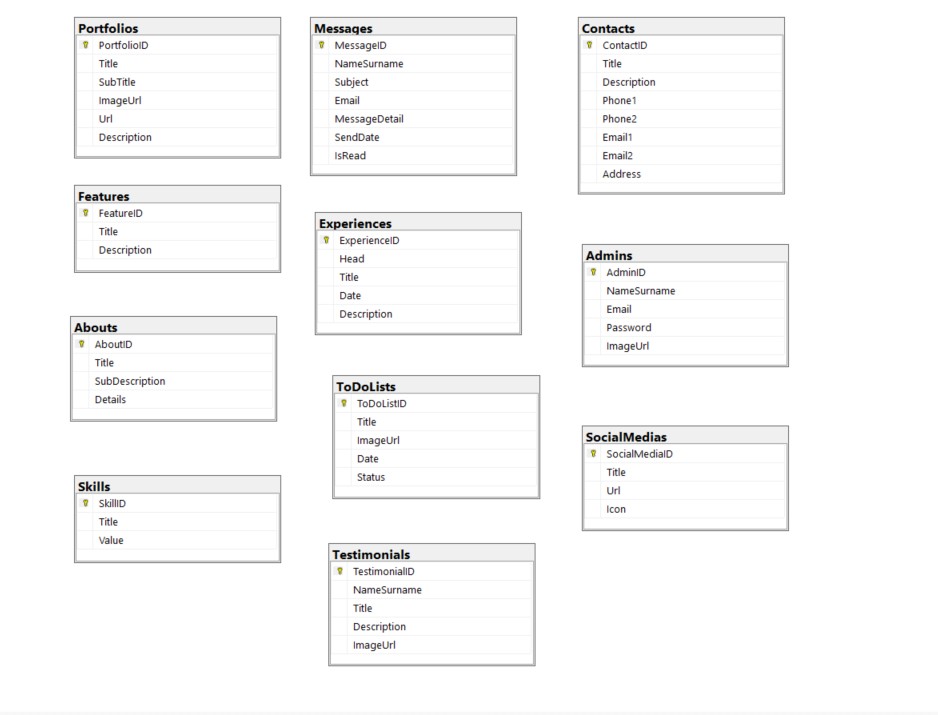 Portfolios
PortfolioID
Title
SubTitle
ImageUrl
Url
Description
Messages
MessageID
NameSurname
Subject
Email
MessageDetail
SendDate
IsRead
Contacts
ContactID
Title
Description
Phone1
Phone2
Email1
Email2
Address
Features
FeatureID
Title
Description
Experiences
ExperienceID
Head
Title
Date
Description
Admins
AdminID
NameSurname
Email
Password
ImageUrl
Abouts
AboutID
Title
SubDescription
Details
ToDoLists
ToDoListID
Title
ImageUrl
Date
Status
SocialMedias
SocialMediaID
Title
Url
Icon
Skills
SkillID
Title
Value
Testimonials
TestimonialID
NameSurname
Title
Description
ImageUrl